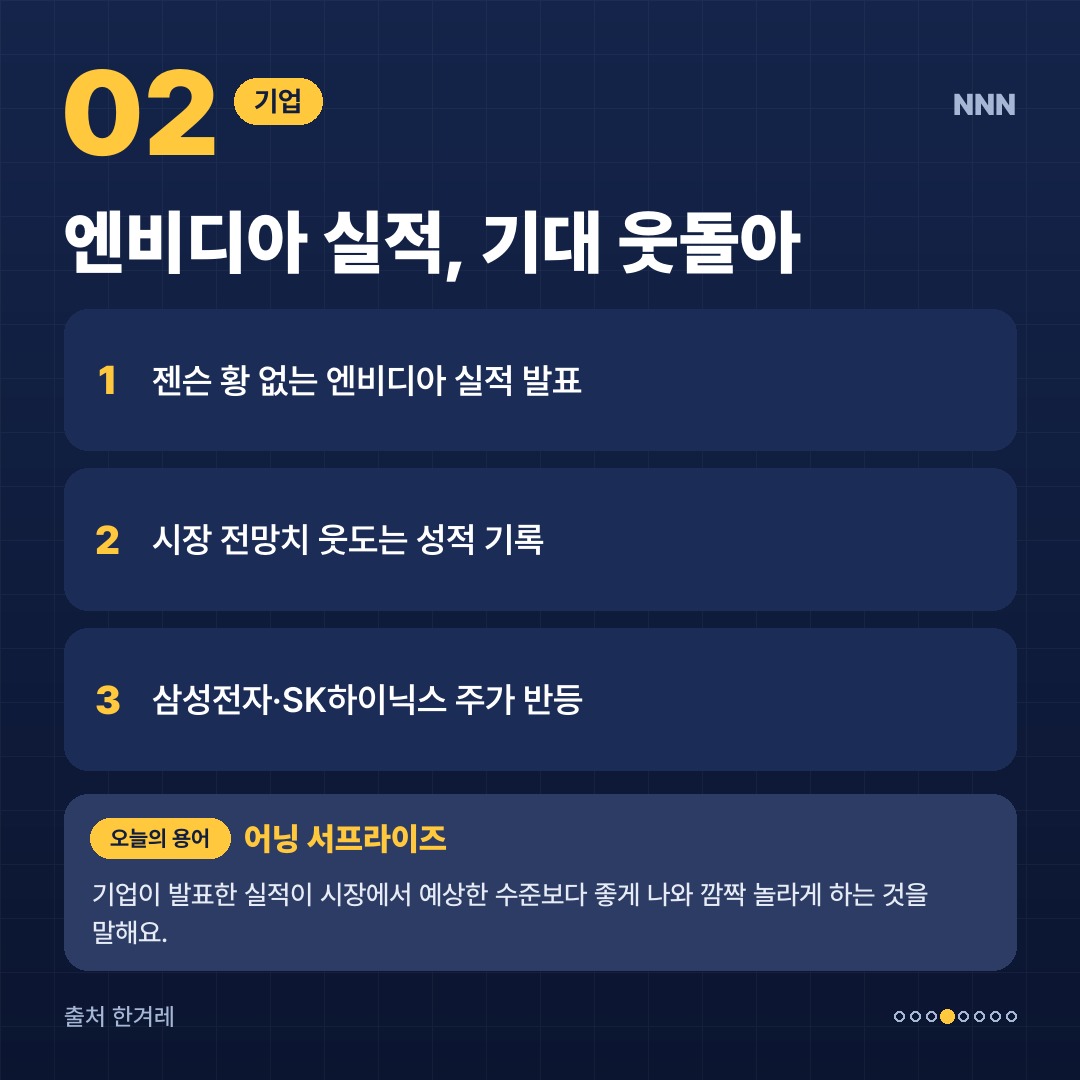 02 기업
NNN
엔비디아 실적, 기대 웃돌아
1 젠슨 황 없는 엔비디아 실적 발표
2 시장 전망치 웃도는 성적 기록
3 삼성전자·SK하이닉스 주가 반등
오늘의 용어 어닝 서프라이즈
기업이 발표한 실적이 시장에서 예상한 수준보다 좋게 나와 깜짝 놀라게 하는 것을
말해요.
출처 한겨레